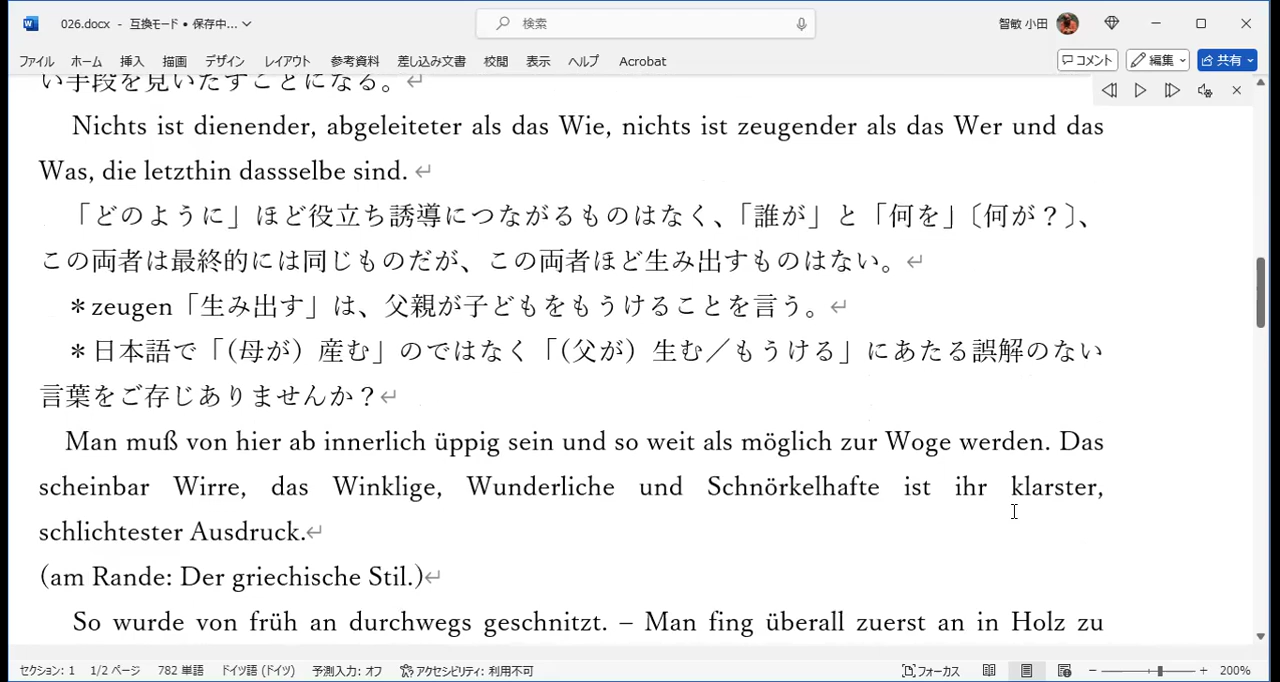 026.docx - 互換モード • 保存中...
検索
智敏 小田
ファイル ホーム 挿入 描画 デザイン レイアウト 参考資料 差し込み文書 校閲 表示 ヘルプ Acrobat
コメント 編集 共有
い手段を見いだすことになる。
Nichts ist dienender, abgeleiteter als das Wie, nichts ist zeugender als das Wer und das
Was, die letzthin dassselbe sind.
「どのように」ほど役立ち誘導につながるものはなく、「誰が」と「何を」〔何が？〕、
この両者は最終的には同じものだが、この両者ほど生み出すものはない。
＊zeugen「生み出す」は、父親が子どもをもうけることを言う。
＊日本語で「（母が）産む」のではなく「（父が）生む／もうける」にあたる誤解のない
言葉をご存じありませんか？
Man muß von hier ab innerlich üppig sein und so weit als möglich zur Woge werden. Das
scheinbar Wirre, das Winklige, Wunderliche und Schnörkelhafte ist ihr klarster,
schlichtester Ausdruck.
(am Rande: Der griechische Stil.)
So wurde von früh an durchwegs geschnitzt. – Man fing überall zuerst an in Holz zu
セクション: 1 1/2 ページ 782 単語 ドイツ語 (ドイツ) 予測入力: オフ アクセシビリティ: 利用不可 フォーカス 200%